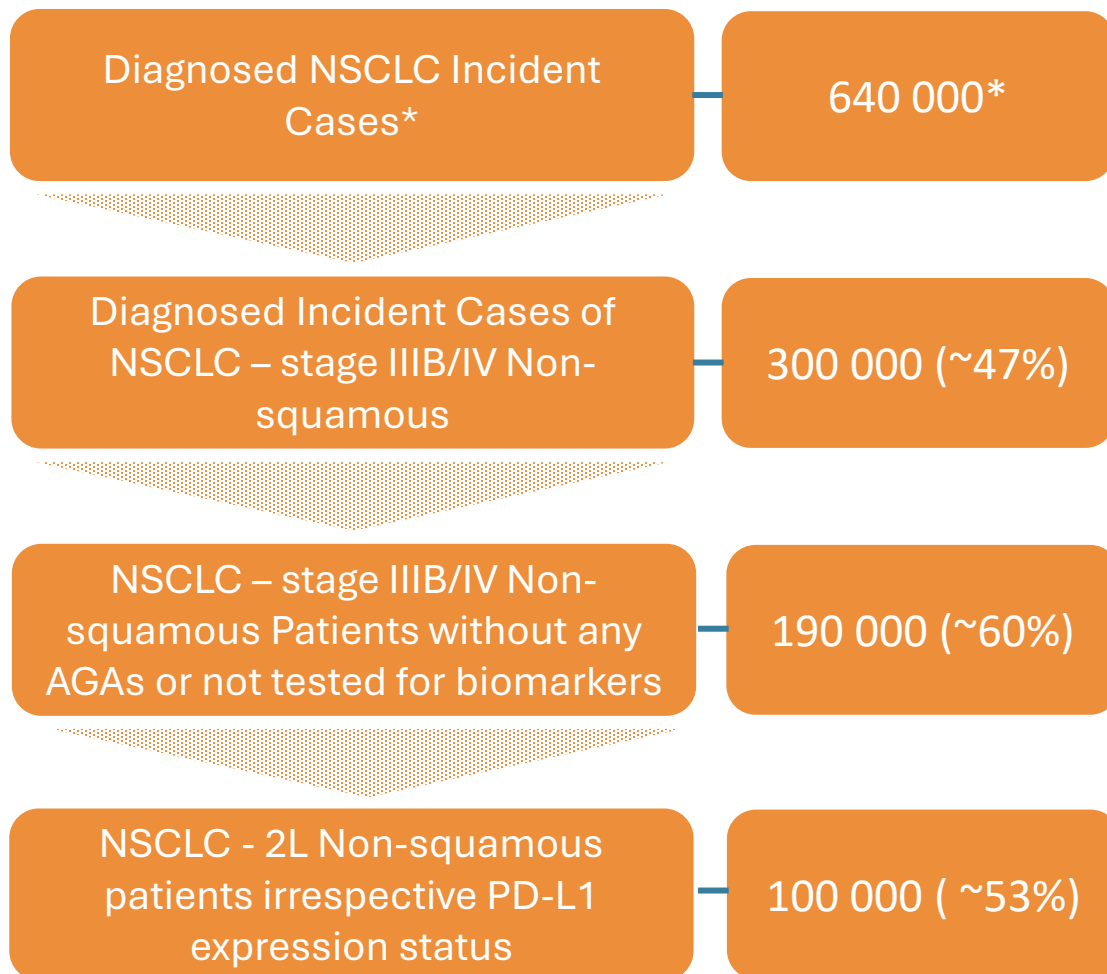 Diagnosed NSCLC Incident
Cases*
640 000*
Diagnosed Incident Cases of
NSCLC – stage IIIB/IV Non-
squamous
300 000 (~47%)
NSCLC – stage IIIB/IV Non-
squamous Patients without any
AGAs or not tested for biomarkers
190 000 (~60%)
NSCLC - 2L Non-squamous
patients irrespective PD-L1
expression status
100 000 ( ~53%)